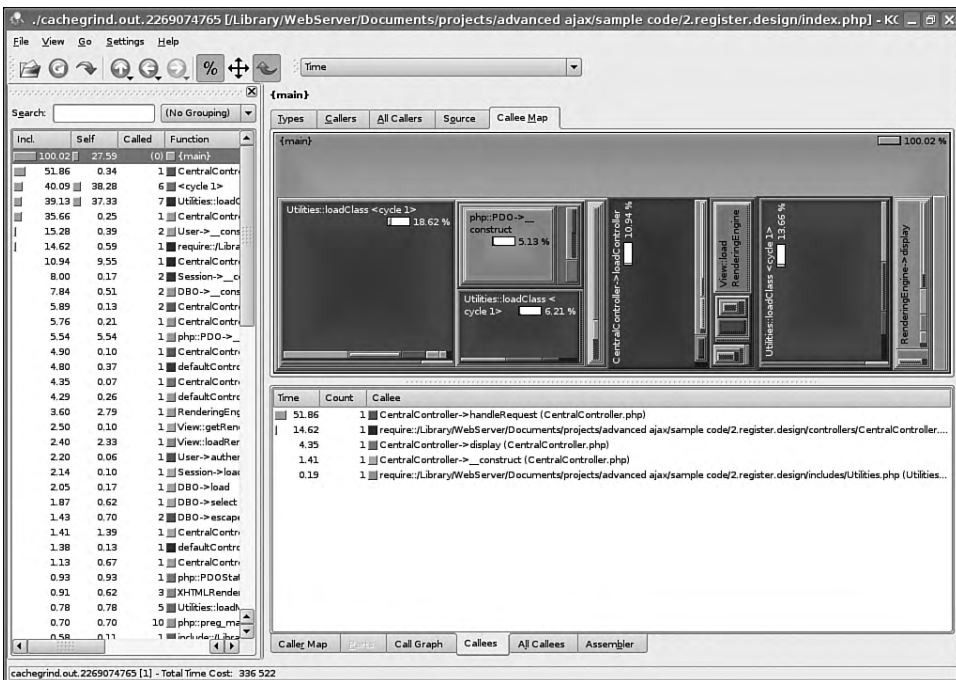 ./cachegrind.out.2269074765 [/Library/WebServer/Documents/projects/advanced ajax/sample code/2.register.design/index.php] - KC
File View Go Settings Help
% Time
Search: (No Grouping)
Incl. Self Called Function
100.02 27.59 (0) {main}
51.86 0.34 1 CentralContr
40.09 38.28 6 <cycle 1>
39.13 37.33 7 Utilities::loadC
35.66 0.25 1 CentralContr
15.28 0.39 2 User->__cons
14.62 0.59 1 require::/Libra
10.94 9.55 1 CentralContr
8.00 0.17 2 Session->__co
7.84 0.51 2 DBO->__cons
5.89 0.13 2 CentralContr
5.76 0.21 1 CentralContr
5.54 5.54 1 php::PDO->__
4.90 0.10 1 CentralContr
4.80 0.37 1 defaultContro
4.35 0.07 1 CentralContr
4.29 0.26 1 defaultContro
3.60 2.79 1 RenderingEng
2.50 0.10 1 View::getRen
2.40 2.33 1 View::loadRer
2.20 0.06 1 User->auther
2.14 0.10 1 Session->load
2.05 0.17 1 DBO->load
1.87 0.62 1 DBO->select
1.43 0.70 2 DBO->escap
1.41 1.39 1 CentralContr
1.38 0.13 1 defaultContro
1.13 0.67 1 CentralContr
0.93 0.93 1 php::PDOStat
0.91 0.62 3 XHTMLRender
0.78 0.78 5 Utilities::load
0.70 0.70 10 php::preg_ma
0.58 0.11 1 include::/Libra
{main}
Types Callers All Callers Source Callee Map
{main} 100.02 %
Utilities::loadClass <cycle 1>
18.62 %
php::PDO->__
construct
5.13 %
Utilities::loadClass <
cycle 1> 6.21 %
CentralController->loadController
10.94 %
View::load
RenderingEngine
Utilities::loadClass <cycle 1>
13.66 %
RenderingEngine->display
Time Count Callee
51.86 1 CentralController->handleRequest (CentralController.php)
14.62 1 require::/Library/WebServer/Documents/projects/advanced ajax/sample code/2.register.design/controllers/CentralController....
4.35 1 CentralController->display (CentralController.php)
1.41 1 CentralController->__construct (CentralController.php)
0.19 1 require::/Library/WebServer/Documents/projects/advanced ajax/sample code/2.register.design/includes/Utilities.php (Utilities...
Caller Map Parts Call Graph Callees All Callees Assembler
cachegrind.out.2269074765 [1] - Total Time Cost: 336 522